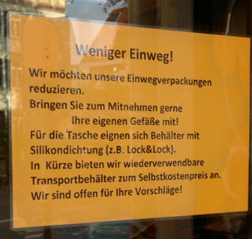 Weniger Einweg!
Wir möchten unsere Einwegverpackungen
reduzieren.
Bringen Sie zum Mitnehmen gerne
Ihre eigenen Gefäße mit!
Für die Tasche eignen sich Behälter mit
Silikondichtung (z.B. Lock&Lock).
In Kürze bieten wir wiederverwendbare
Transportbehälter zum Selbstkostenpreis an.
Wir sind offen für Ihre Vorschläge!